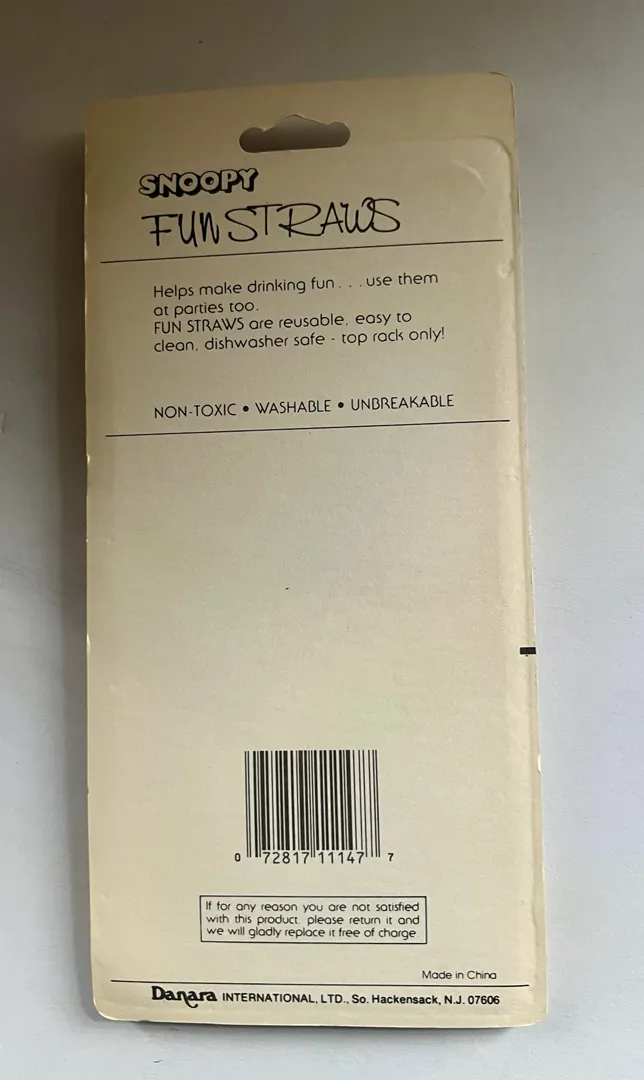 SNOOPY
FUN STRAWS
Helps make drinking fun . . . use them
at parties too.
FUN STRAWS are reusable, easy to
clean, dishwasher safe - top rack only!
NON-TOXIC • WASHABLE • UNBREAKABLE
0 72817 11147 7
If for any reason you are not satisfied
with this product, please return it and
we will gladly replace it free of charge
Made in China
Danara INTERNATIONAL, LTD., So. Hackensack, N.J. 07606